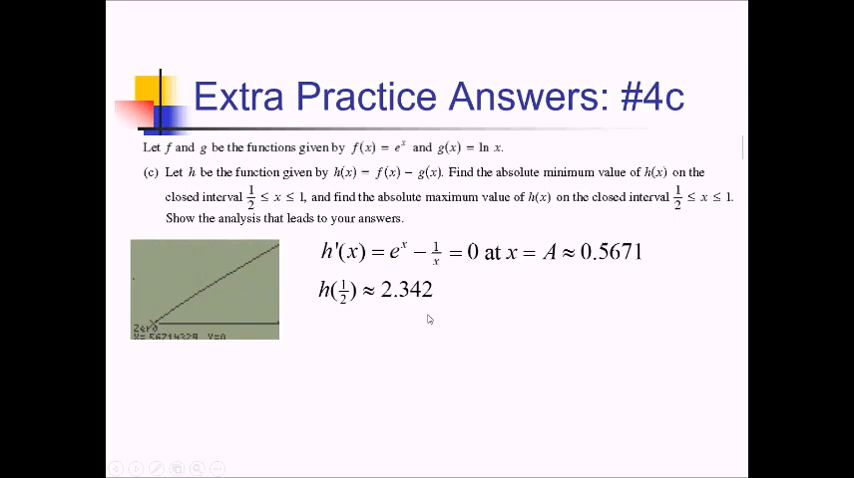 Extra Practice Answers: #4c
Let f and g be the functions given by f(x) = e^x and g(x) = ln x.
(c) Let h be the function given by h(x) = f(x) − g(x). Find the absolute minimum value of h(x) on the
closed interval 1/2 ≤ x ≤ 1, and find the absolute maximum value of h(x) on the closed interval 1/2 ≤ x ≤ 1.
Show the analysis that leads to your answers.
h'(x) = e^x − 1/x = 0 at x = A ≈ 0.5671
h(1/2) ≈ 2.342
Zero
X=.56714329 Y=0